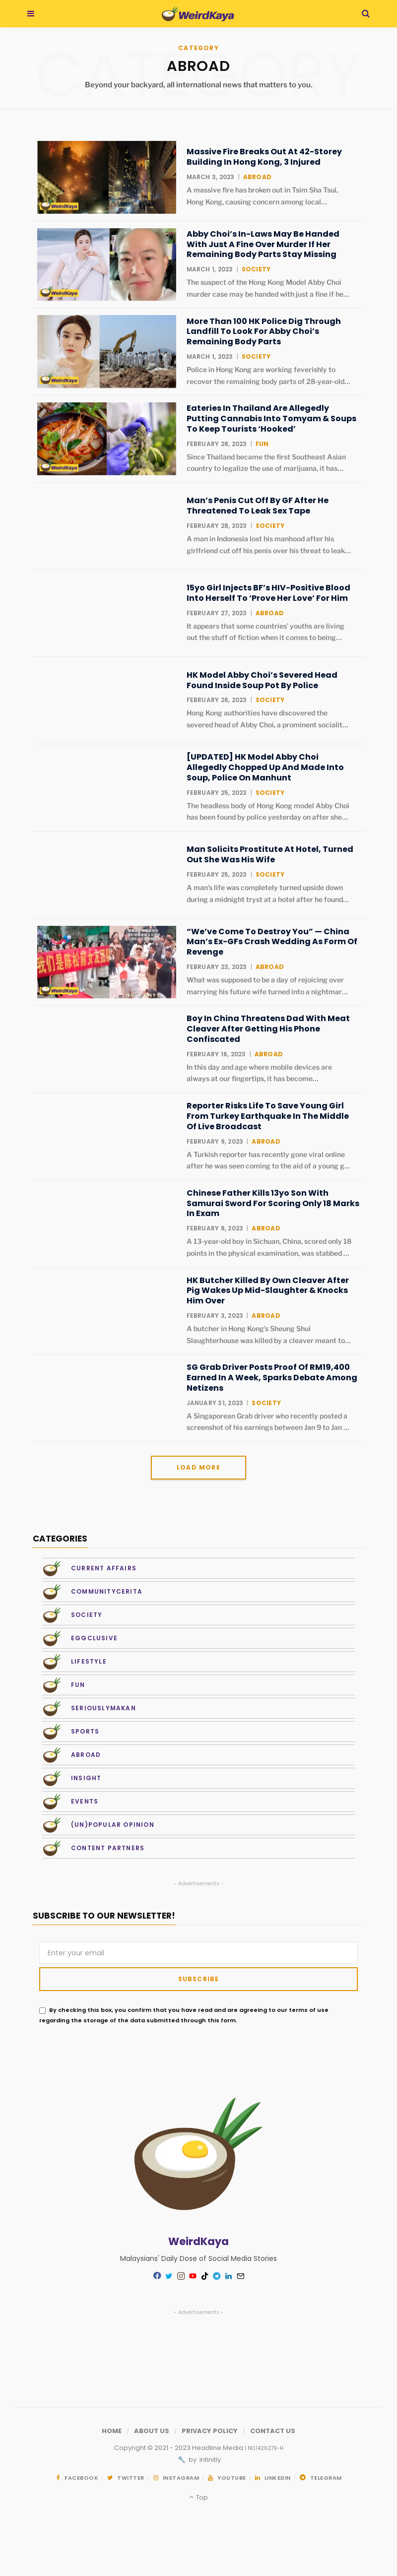 WeirdKaya
CATEGORY
ABROAD
Beyond your backyard, all international news that matters to you.
Massive Fire Breaks Out At 42-Storey
Building In Hong Kong, 3 Injured
MARCH 3, 2023 | ABROAD
A massive fire has broken out in Tsim Sha Tsui,
Hong Kong, causing concern among local…
WeirdKaya
Abby Choi’s In-Laws May Be Handed
With Just A Fine Over Murder If Her
Remaining Body Parts Stay Missing
MARCH 1, 2023 | SOCIETY
The suspect of the Hong Kong Model Abby Choi
murder case may be handed with just a fine if he…
WeirdKaya
More Than 100 HK Police Dig Through
Landfill To Look For Abby Choi’s
Remaining Body Parts
MARCH 1, 2023 | SOCIETY
Police in Hong Kong are working feverishly to
recover the remaining body parts of 28-year-old…
WeirdKaya
Eateries In Thailand Are Allegedly
Putting Cannabis Into Tomyam & Soups
To Keep Tourists ‘Hooked’
FEBRUARY 28, 2023 | FUN
Since Thailand became the first Southeast Asian
country to legalize the use of marijuana, it has…
WeirdKaya
Man’s Penis Cut Off By GF After He
Threatened To Leak Sex Tape
FEBRUARY 28, 2023 | SOCIETY
A man in Indonesia lost his manhood after his
girlfriend cut off his penis over his threat to leak…
15yo Girl Injects BF’s HIV-Positive Blood
Into Herself To ‘Prove Her Love’ For Him
FEBRUARY 27, 2023 | ABROAD
It appears that some countries’ youths are living
out the stuff of fiction when it comes to being…
HK Model Abby Choi’s Severed Head
Found Inside Soup Pot By Police
FEBRUARY 26, 2023 | SOCIETY
Hong Kong authorities have discovered the
severed head of Abby Choi, a prominent socialit…
[UPDATED] HK Model Abby Choi
Allegedly Chopped Up And Made Into
Soup, Police On Manhunt
FEBRUARY 25, 2023 | SOCIETY
The headless body of Hong Kong model Abby Choi
has been found by police yesterday on after she…
Man Solicits Prostitute At Hotel, Turned
Out She Was His Wife
FEBRUARY 25, 2023 | SOCIETY
A man’s life was completely turned upside down
during a midnight tryst at a hotel after he found…
“We’ve Come To Destroy You” — China
Man’s Ex-GFs Crash Wedding As Form Of
Revenge
FEBRUARY 23, 2023 | ABROAD
What was supposed to be a day of rejoicing over
marrying his future wife turned into a nightmar…
WeirdKaya
Boy In China Threatens Dad With Meat
Cleaver After Getting His Phone
Confiscated
FEBRUARY 16, 2023 | ABROAD
In this day and age where mobile devices are
always at our fingertips, it has become…
Reporter Risks Life To Save Young Girl
From Turkey Earthquake In The Middle
Of Live Broadcast
FEBRUARY 9, 2023 | ABROAD
A Turkish reporter has recently gone viral online
after he was seen coming to the aid of a young g…
Chinese Father Kills 13yo Son With
Samurai Sword For Scoring Only 18 Marks
In Exam
FEBRUARY 8, 2023 | ABROAD
A 13-year-old boy in Sichuan, China, scored only 18
points in the physical examination, was stabbed …
HK Butcher Killed By Own Cleaver After
Pig Wakes Up Mid-Slaughter & Knocks
Him Over
FEBRUARY 3, 2023 | ABROAD
A butcher in Hong Kong’s Sheung Shui
Slaughterhouse was killed by a cleaver meant to…
SG Grab Driver Posts Proof Of RM19,400
Earned In A Week, Sparks Debate Among
Netizens
JANUARY 31, 2023 | SOCIETY
A Singaporean Grab driver who recently posted a
screenshot of his earnings between Jan 9 to Jan …
LOAD MORE
CATEGORIES
CURRENT AFFAIRS
COMMUNITYCERITA
SOCIETY
EGGCLUSIVE
LIFESTYLE
FUN
SERIOUSLYMAKAN
SPORTS
ABROAD
INSIGHT
EVENTS
(UN)POPULAR OPINION
CONTENT PARTNERS
- Advertisements -
SUBSCRIBE TO OUR NEWSLETTER!
Enter your email
SUBSCRIBE
By checking this box, you confirm that you have read and are agreeing to our terms of use
regarding the storage of the data submitted through this form.
WeirdKaya
Malaysians' Daily Dose of Social Media Stories
- Advertisements -
HOME / ABOUT US / PRIVACY POLICY / CONTACT US
Copyright © 2021 - 2023 Headline Media | NO:1426279-H
by Infinitly
FACEBOOK / TWITTER / INSTAGRAM / YOUTUBE / LINKEDIN / TELEGRAM
Top